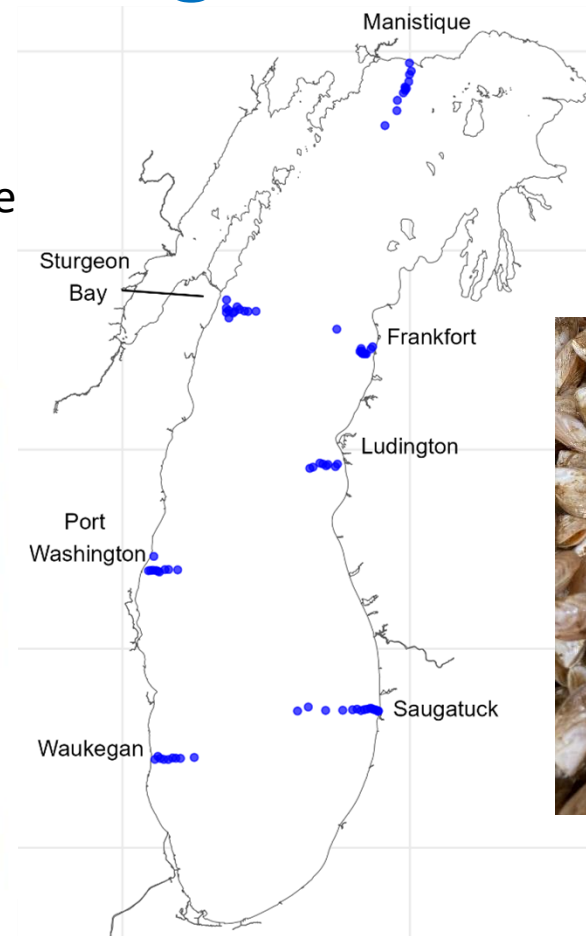 Manistique
e
Sturgeon
Bay
Frankfort
Ludington
Port
Washington
Saugatuck
Waukegan